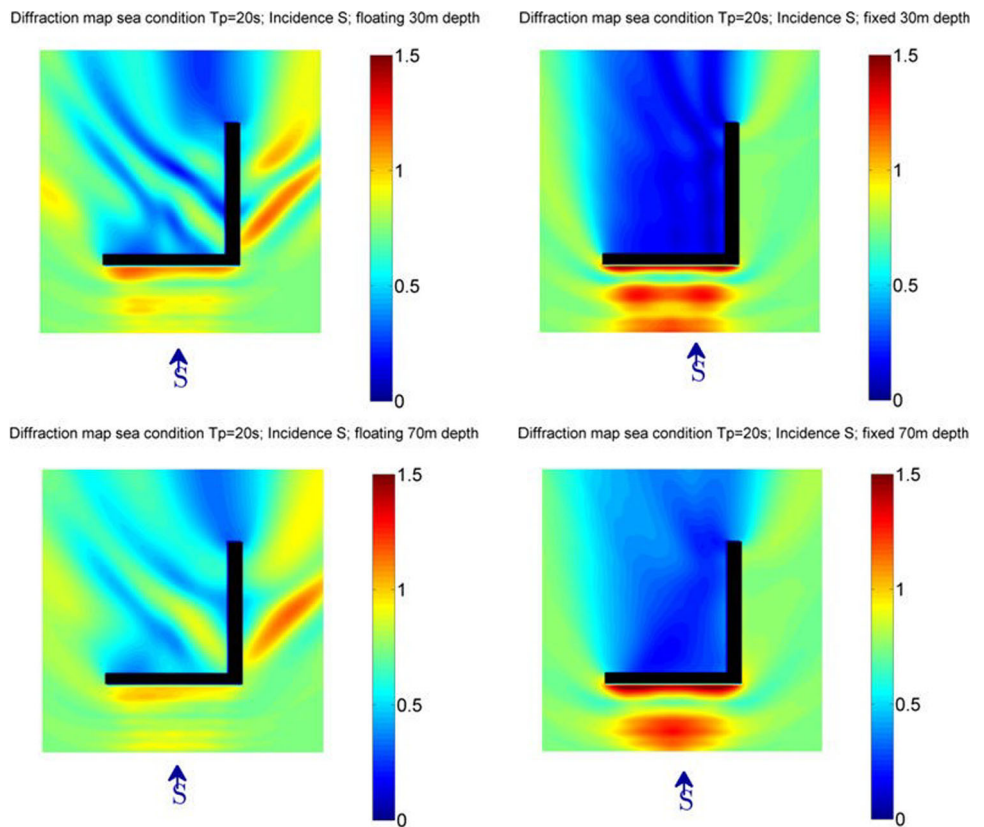 Diffraction map sea condition Tp=20s; Incidence S; floating 30m depth
1.5
1
0.5
0
S
Diffraction map sea condition Tp=20s; Incidence S; fixed 30m depth
1.5
1
0.5
0
S
Diffraction map sea condition Tp=20s; Incidence S; floating 70m depth
1.5
1
0.5
0
S
Diffraction map sea condition Tp=20s; Incidence S; fixed 70m depth
1.5
1
0.5
0
S